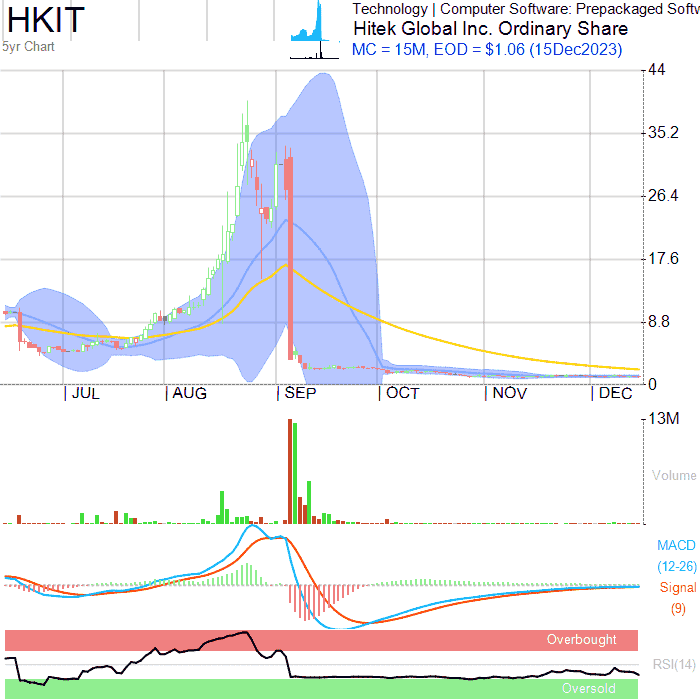 HKIT
5yr Chart
Technology | Computer Software: Prepackaged Softw
Hitek Global Inc. Ordinary Share
MC = 15M, EOD = $1.06 (15Dec2023)
44
35.2
26.4
17.6
8.8
0
JUL AUG SEP OCT NOV DEC
13M
Volume
MACD
(12-26)
Signal
(9)
Overbought
RSI(14)
Oversold